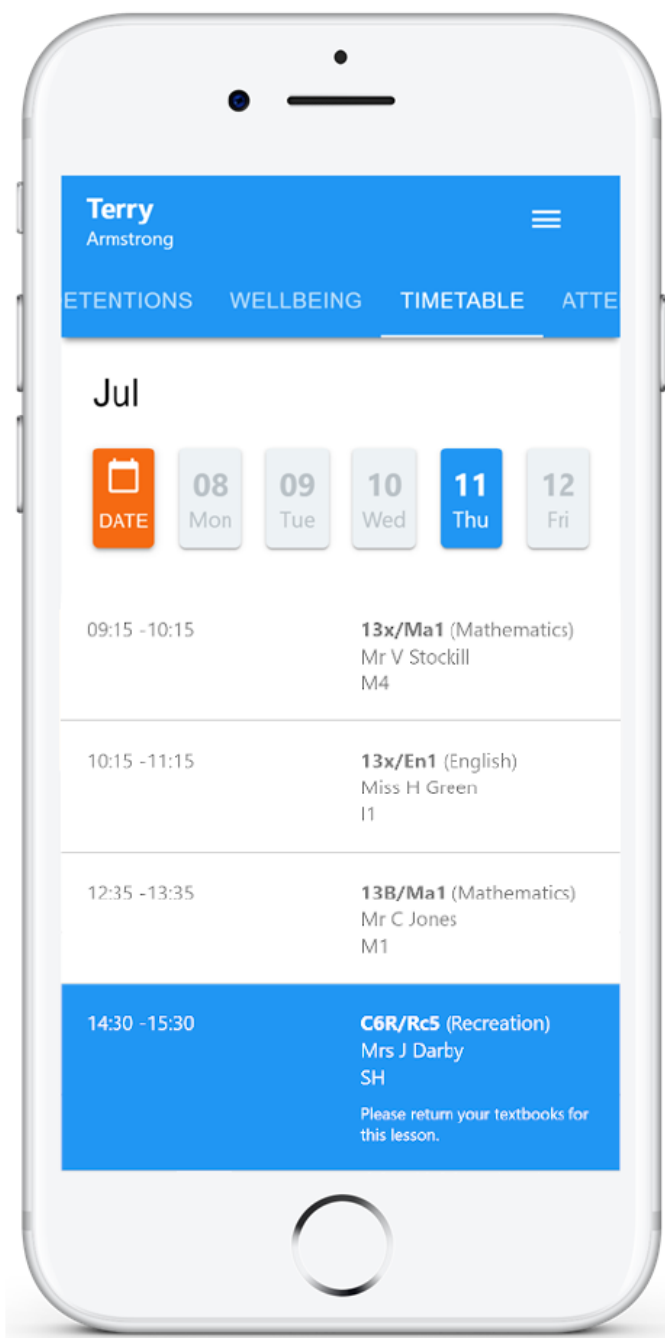 Terry
Armstrong
ETENTIONS WELLBEING TIMETABLE ATTE
Jul
DATE
08
Mon
09
Tue
10
Wed
11
Thu
12
Fri
09:15 -10:15
13x/Ma1 (Mathematics)
Mr V Stockill
M4
10:15 -11:15
13x/En1 (English)
Miss H Green
I1
12:35 -13:35
13B/Ma1 (Mathematics)
Mr C Jones
M1
14:30 -15:30
C6R/Rc5 (Recreation)
Mrs J Darby
SH
Please return your textbooks for
this lesson.